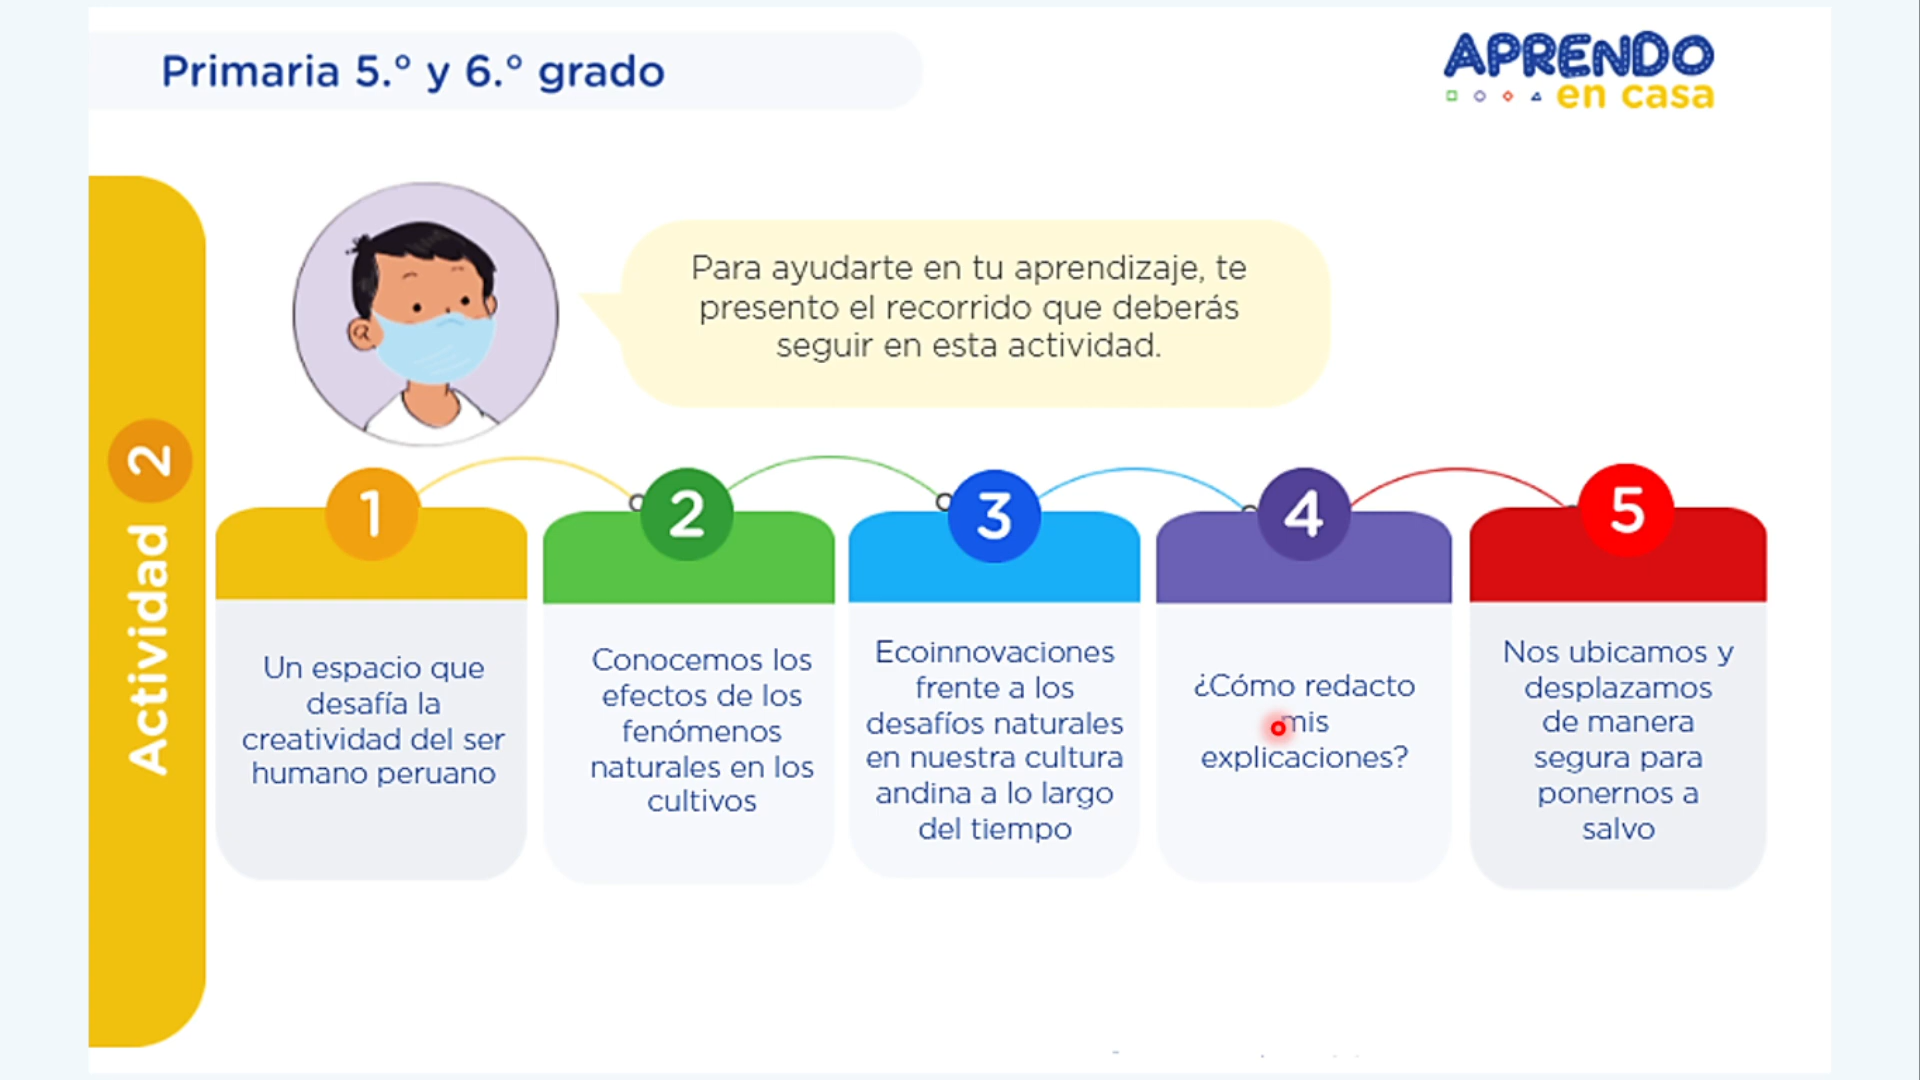 Primaria 5.° y 6.° grado
APRENDO
en casa
Para ayudarte en tu aprendizaje, te
presento el recorrido que deberás
seguir en esta actividad.
Actividad 2
1
Un espacio que
desafía la
creatividad del ser
humano peruano
2
Conocemos los
efectos de los
fenómenos
naturales en los
cultivos
3
Ecoinnovaciones
frente a los
desafíos naturales
en nuestra cultura
andina a lo largo
del tiempo
4
¿Cómo redacto
mis
explicaciones?
5
Nos ubicamos y
desplazamos
de manera
segura para
ponernos a
salvo